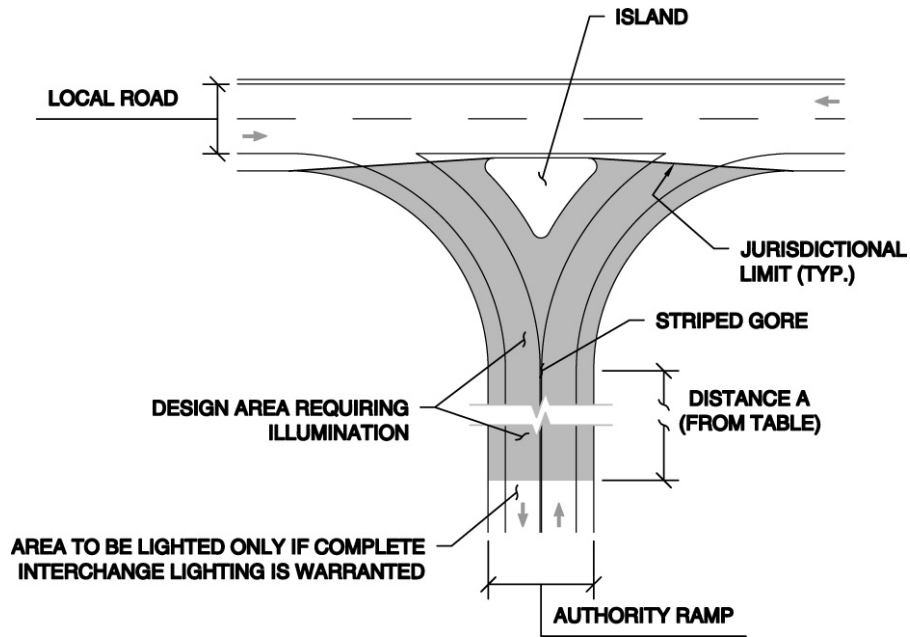 ISLAND
LOCAL ROAD
JURISDICTIONAL
LIMIT (TYP.)
STRIPED GORE
DESIGN AREA REQUIRING
ILLUMINATION
DISTANCE A
(FROM TABLE)
AREA TO BE LIGHTED ONLY IF COMPLETE
INTERCHANGE LIGHTING IS WARRANTED
AUTHORITY RAMP